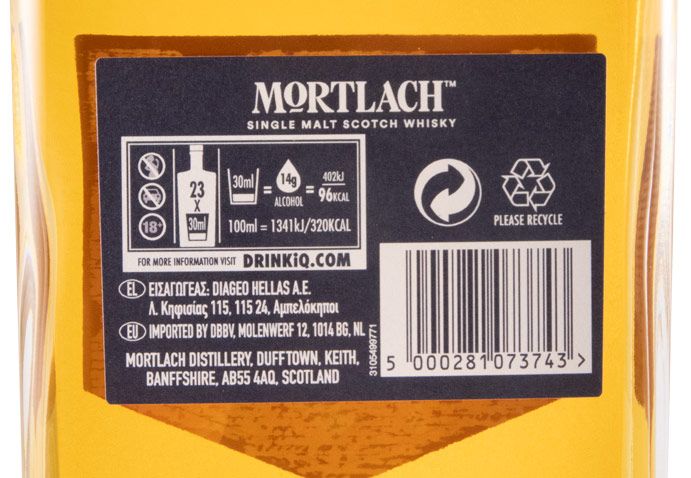 MORTLACH™
SINGLE MALT SCOTCH WHISKY
23
X
30ml
18+
30ml = 14g ALCOHOL = 402kJ 96KCAL
100ml = 1341kJ/320KCAL
FOR MORE INFORMATION VISIT DRINKiQ.COM
PLEASE RECYCLE
EL ΕΙΣΑΓΩΓΕΑΣ: DIAGEO HELLAS A.E.
Λ. Κηφισίας 115, 115 24, Αμπελόκηποι
EU IMPORTED BY DBBV, MOLENWERF 12, 1014 BG, NL
MORTLACH DISTILLERY, DUFFTOWN, KEITH,
BANFFSHIRE, AB55 4AQ, SCOTLAND
3105499771
5 000281 073743 >